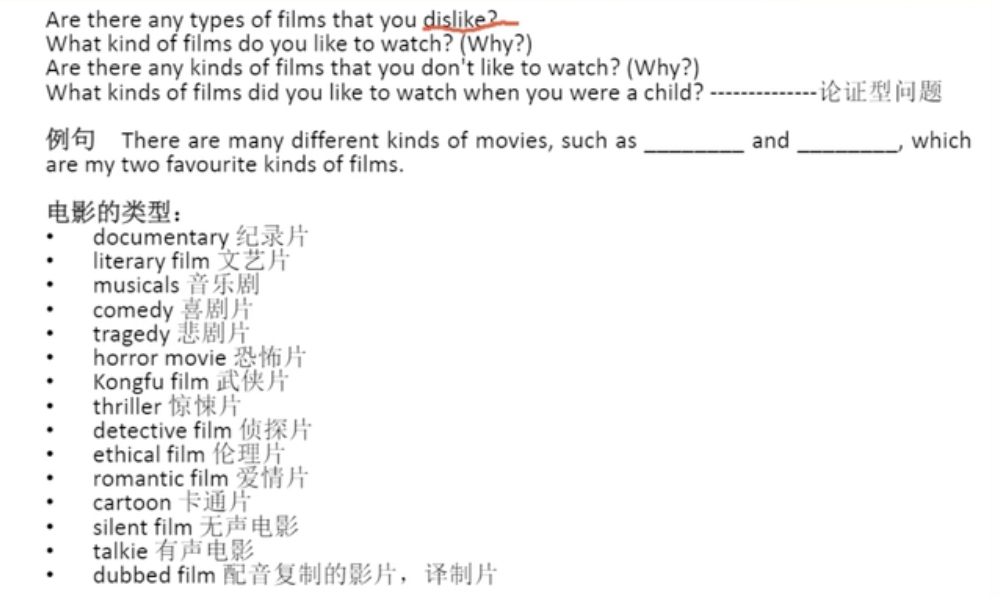 Are there any types of films that you dislike?
What kind of films do you like to watch? (Why?)
Are there any kinds of films that you don't like to watch? (Why?)
What kinds of films did you like to watch when you were a child? --------------论证型问题
例句 There are many different kinds of movies, such as ________ and ________, which
are my two favourite kinds of films.
电影的类型：
• documentary 纪录片
• literary film 文艺片
• musicals 音乐剧
• comedy 喜剧片
• tragedy 悲剧片
• horror movie 恐怖片
• Kongfu film 武侠片
• thriller 惊悚片
• detective film 侦探片
• ethical film 伦理片
• romantic film 爱情片
• cartoon 卡通片
• silent film 无声电影
• talkie 有声电影
• dubbed film 配音复制的影片，译制片